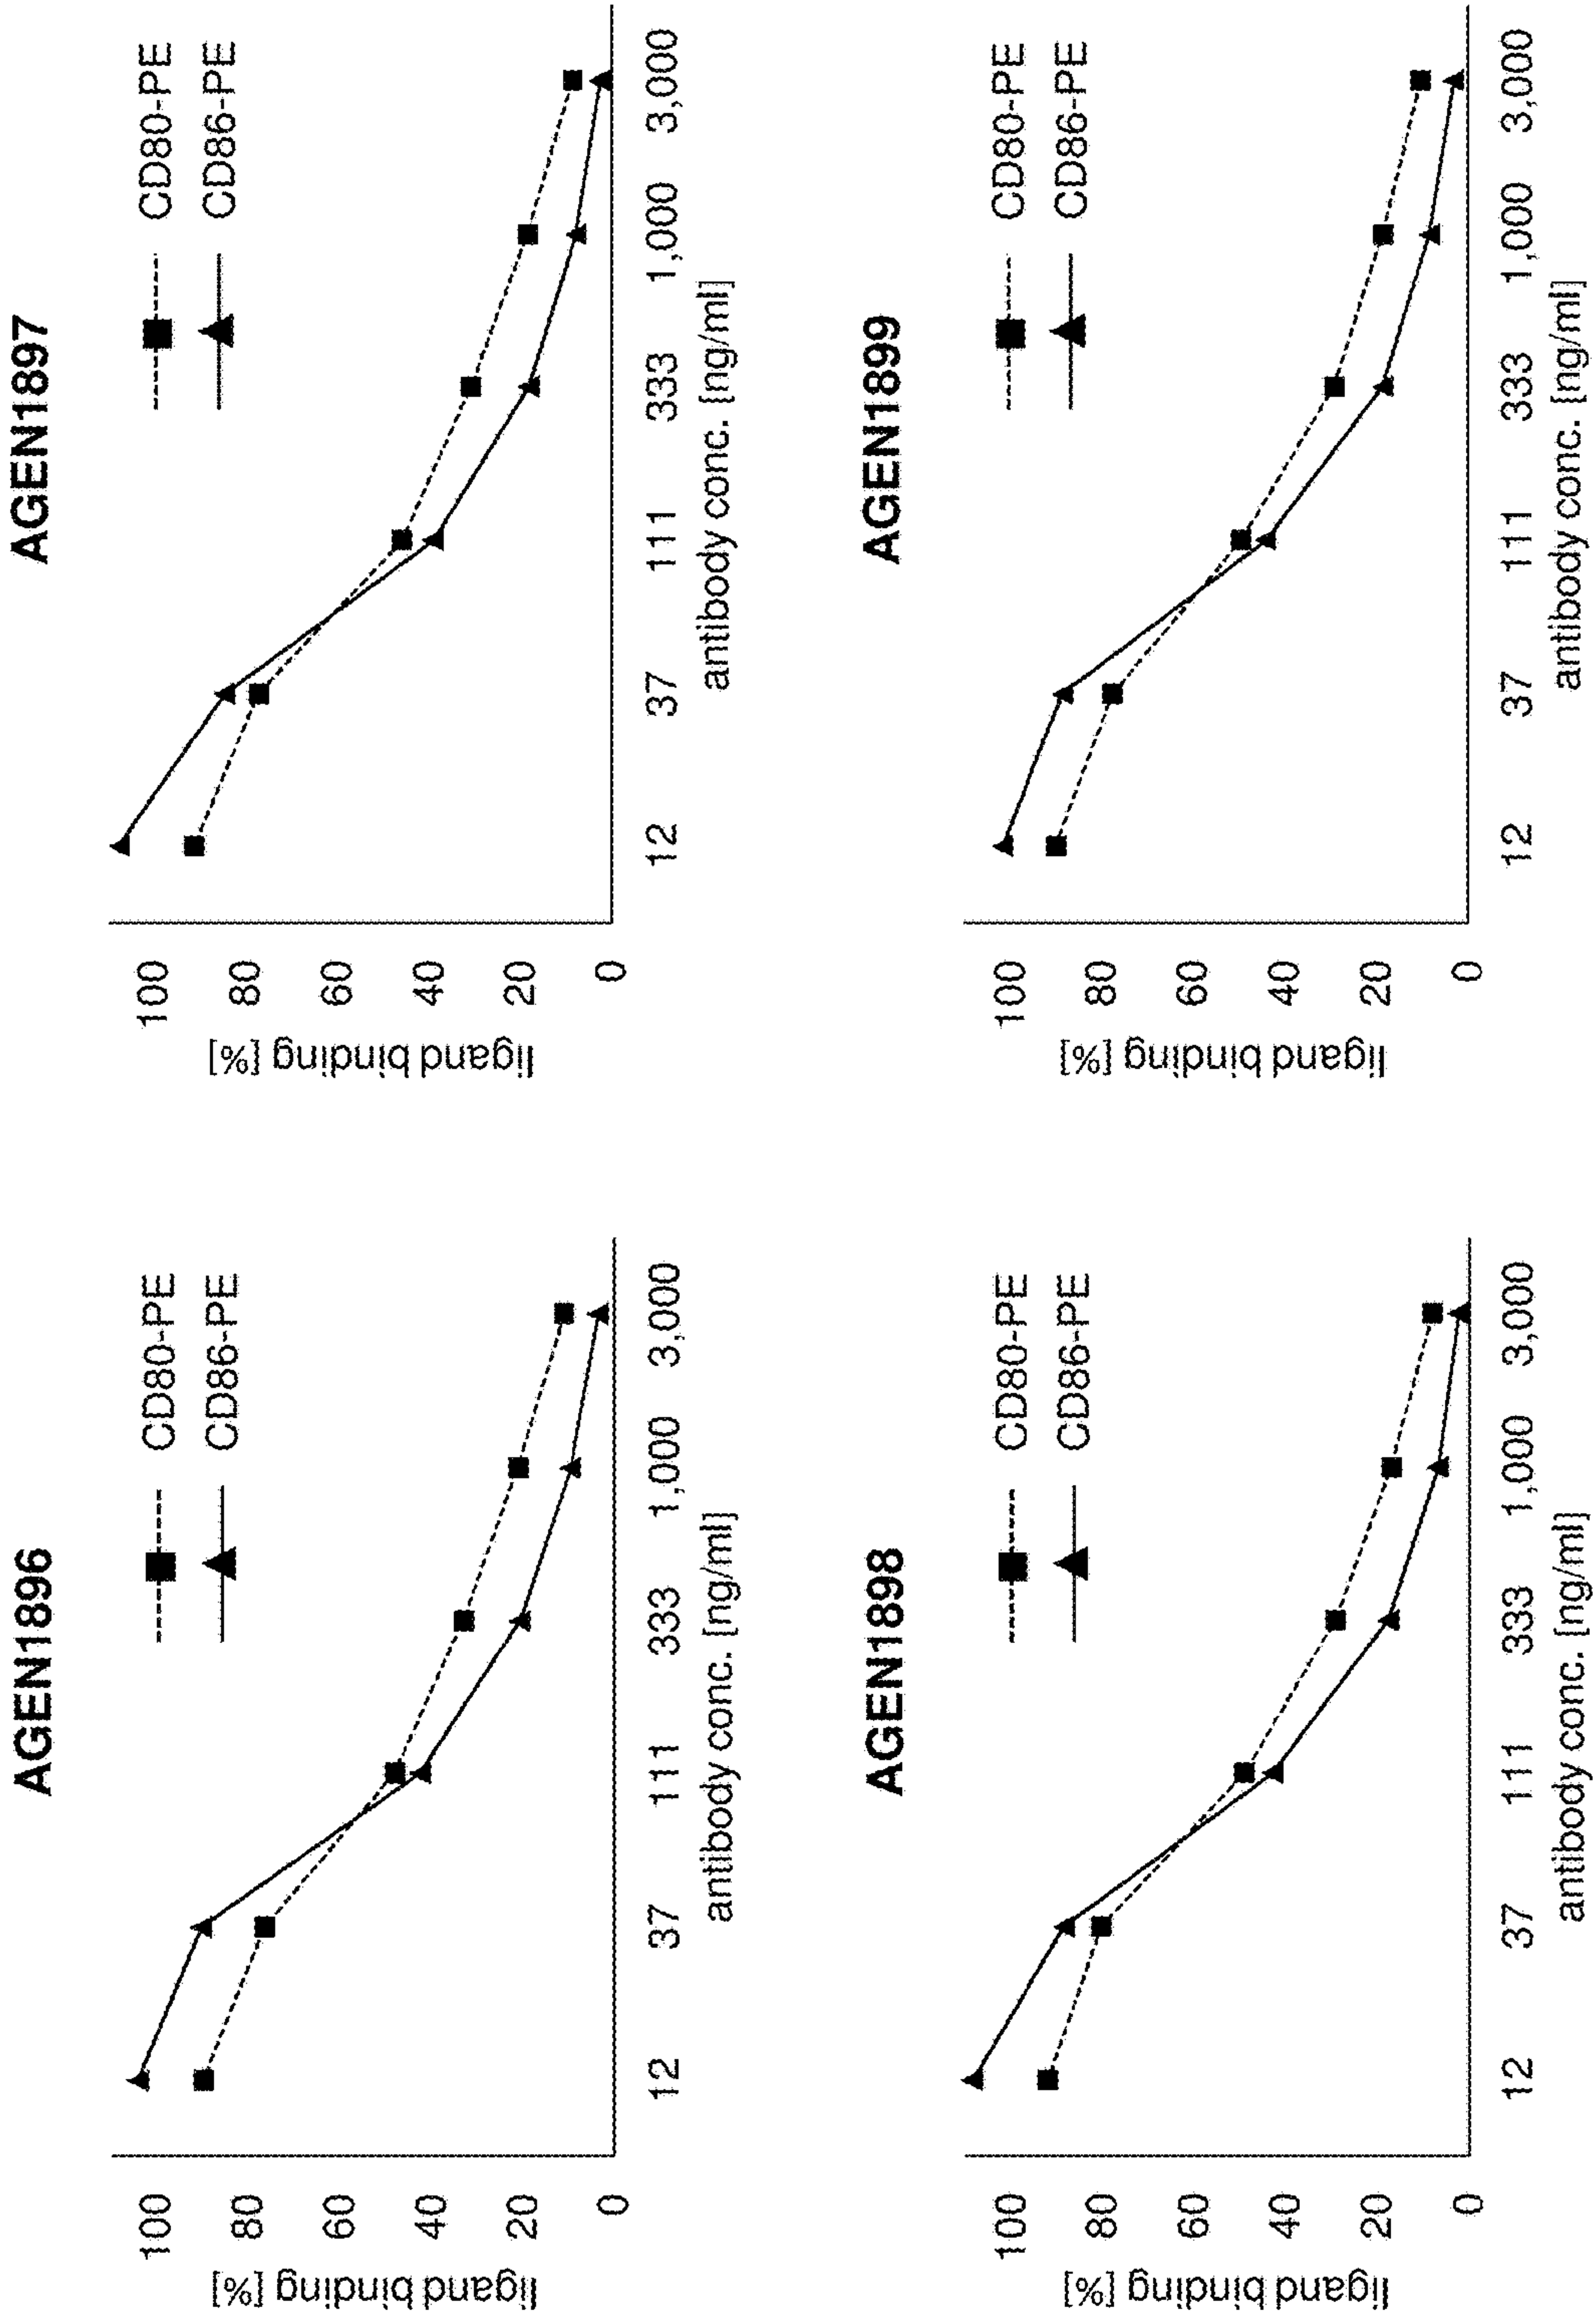 AGEN1896
ligand binding [%]
100
80
60
40
20
0
CD80-PE
CD86-PE
12 37 111 333 1,000 3,000
antibody conc. [ng/ml]
AGEN1897
ligand binding [%]
100
80
60
40
20
0
CD80-PE
CD86-PE
12 37 111 333 1,000 3,000
antibody conc. [ng/ml]
AGEN1898
ligand binding [%]
100
80
60
40
20
0
CD80-PE
CD86-PE
12 37 111 333 1,000 3,000
antibody conc. [ng/ml]
AGEN1899
ligand binding [%]
100
80
60
40
20
0
CD80-PE
CD86-PE
12 37 111 333 1,000 3,000
antibody conc. [ng/ml]